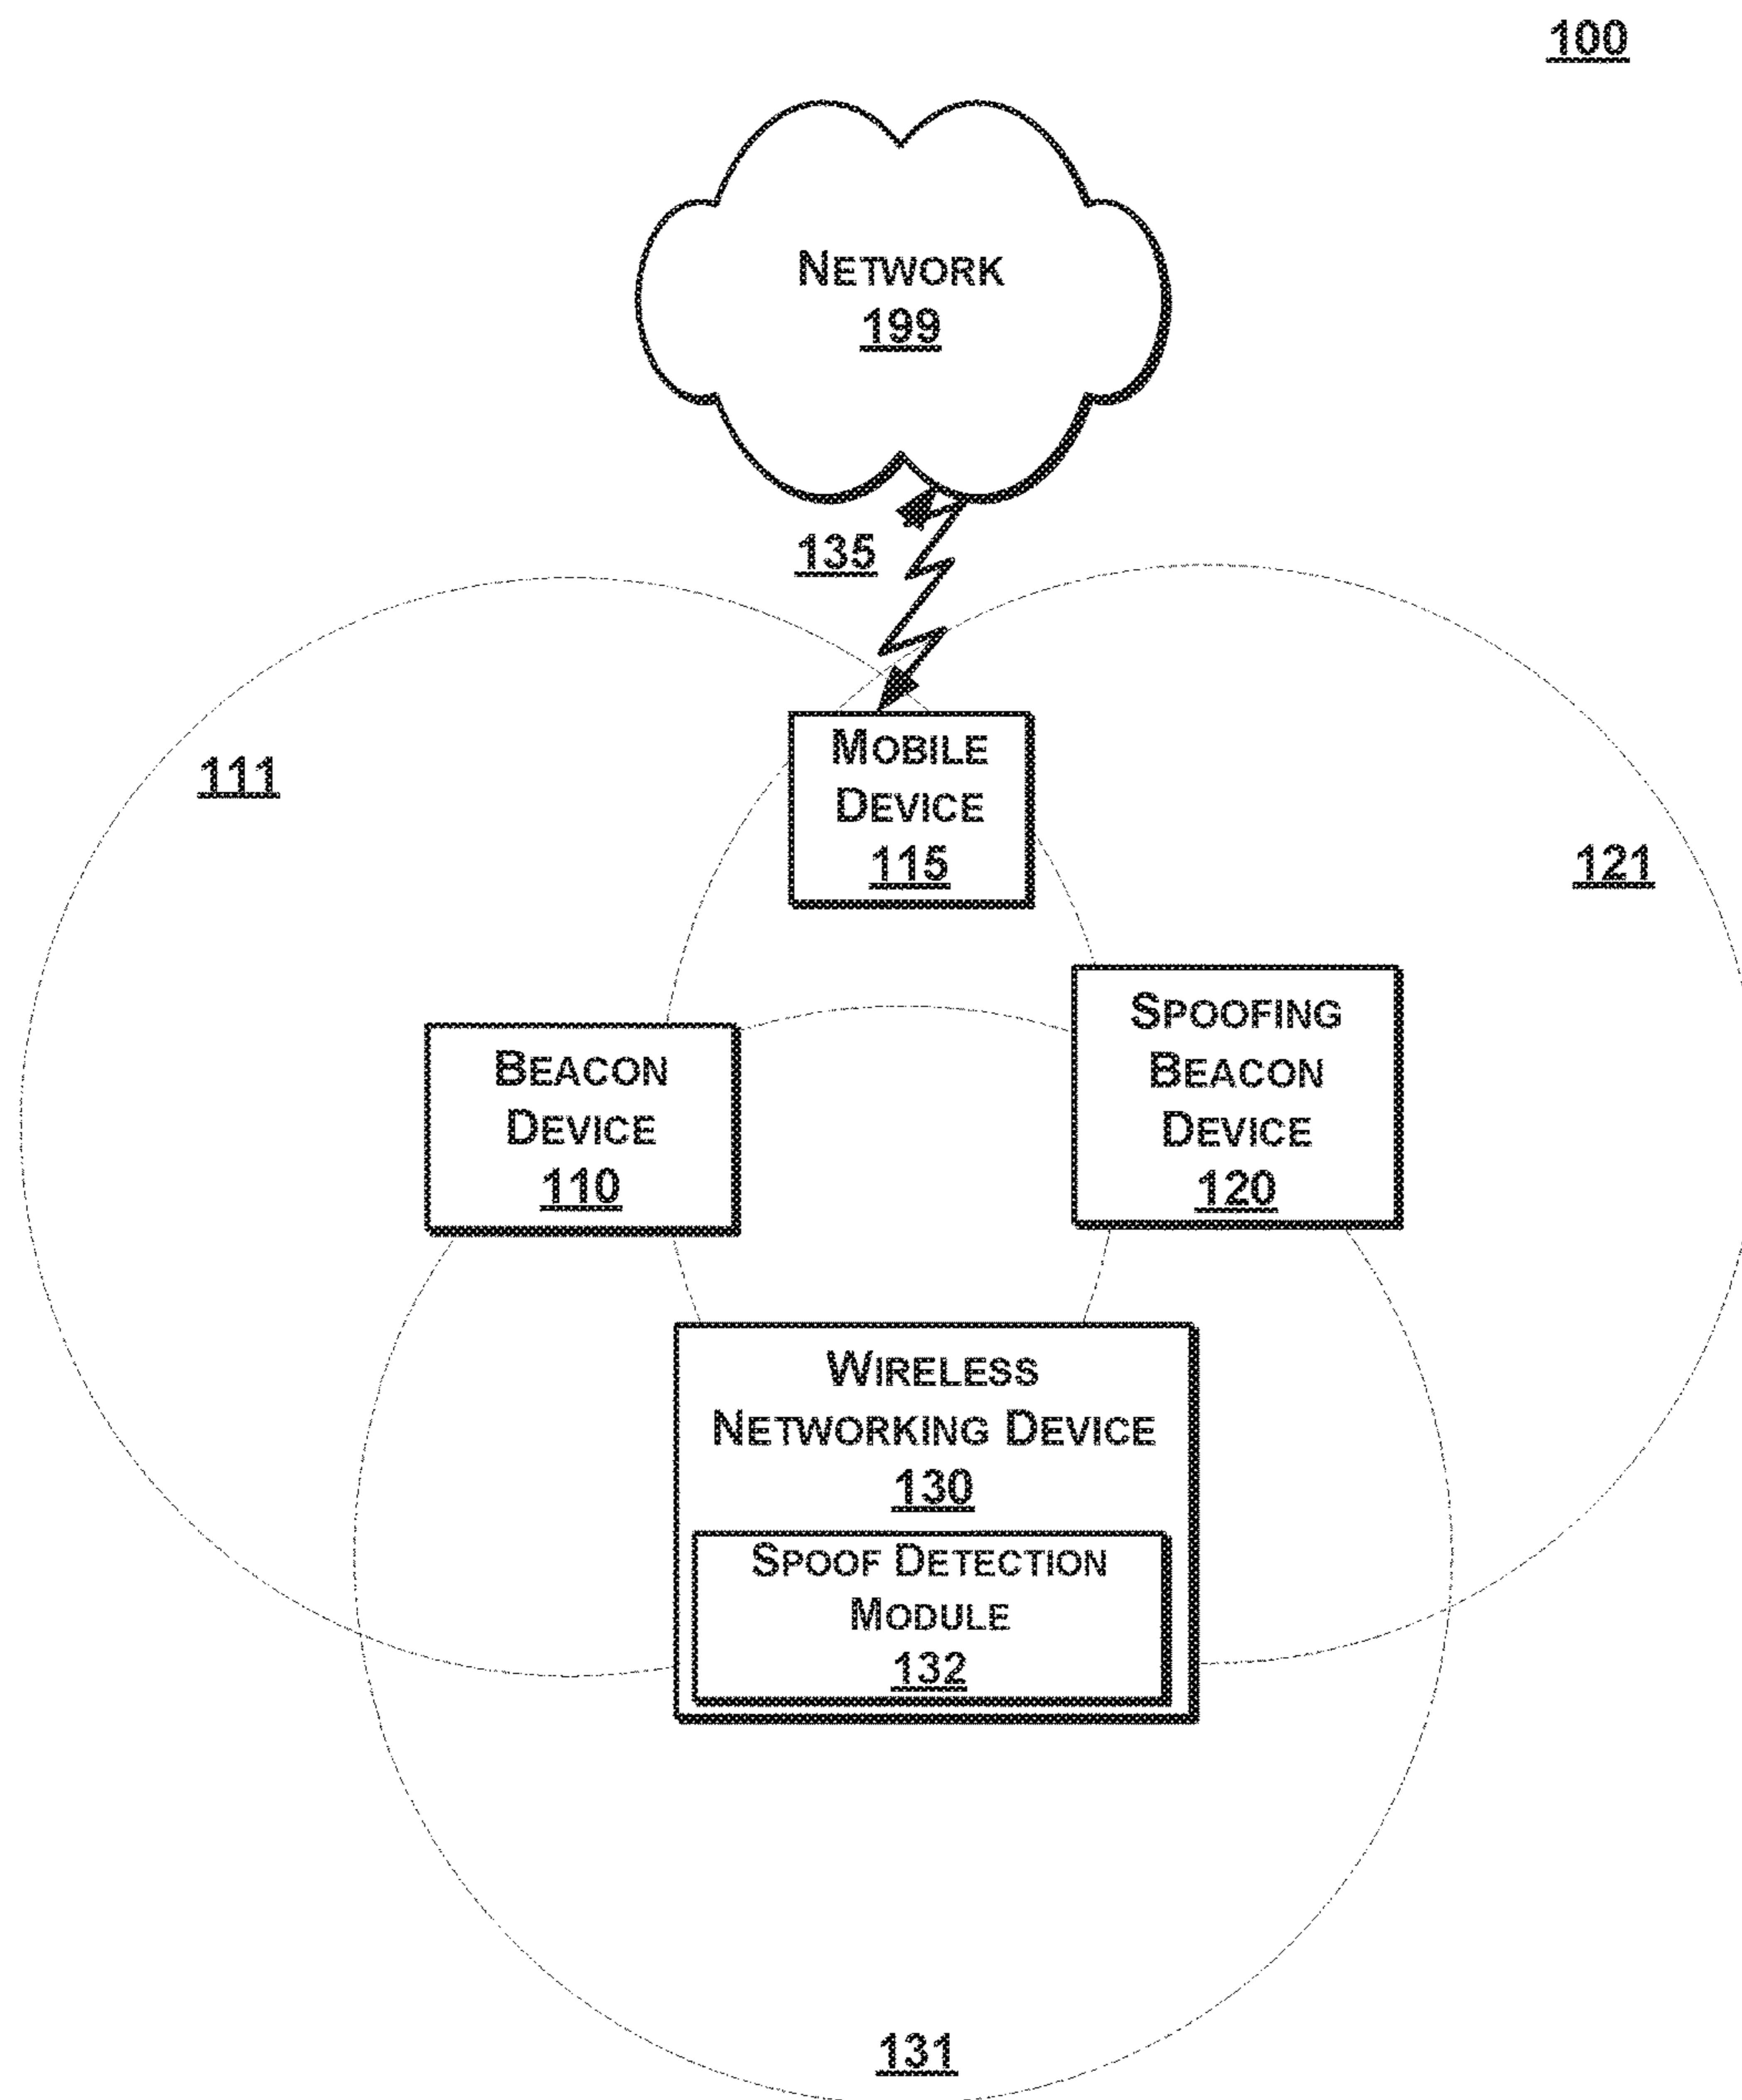 100
NETWORK
199
135
111
MOBILE
DEVICE
115
121
BEACON
DEVICE
110
SPOOFING
BEACON
DEVICE
120
WIRELESS
NETWORKING DEVICE
130
SPOOF DETECTION
MODULE
132
131